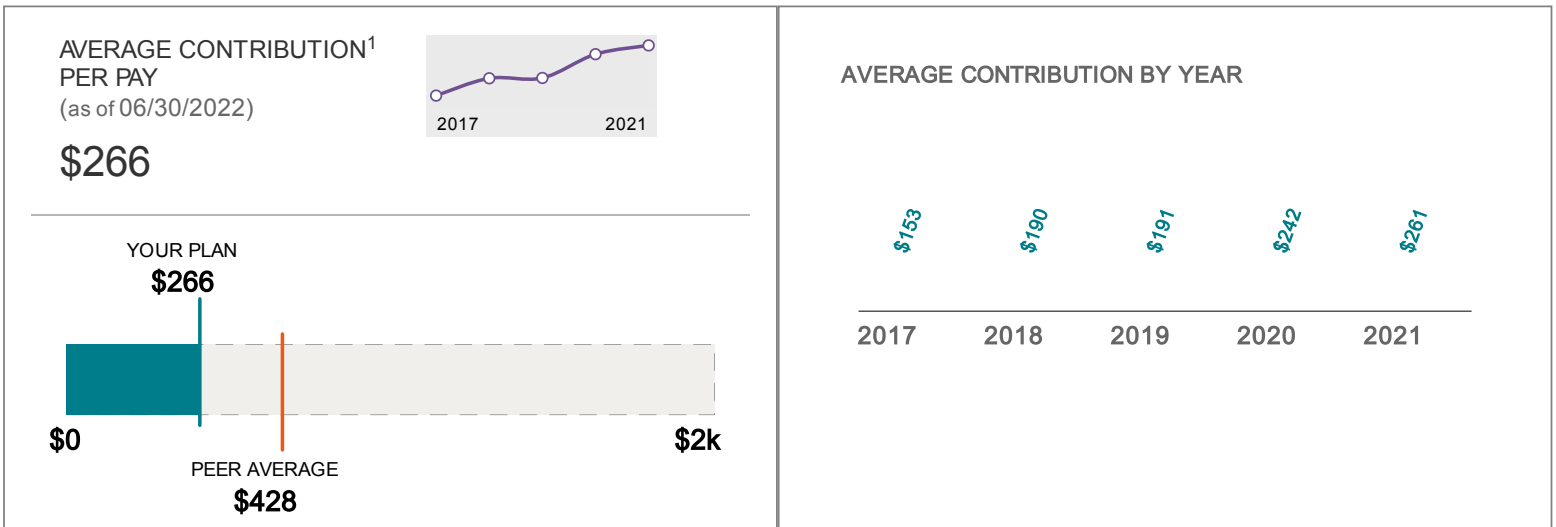 AVERAGE CONTRIBUTION1
PER PAY
(as of 06/30/2022)
$266
2017 2021
YOUR PLAN
$266
$0 $2k
PEER AVERAGE
$428
AVERAGE CONTRIBUTION BY YEAR
$153 $190 $191 $242 $261
2017 2018 2019 2020 2021